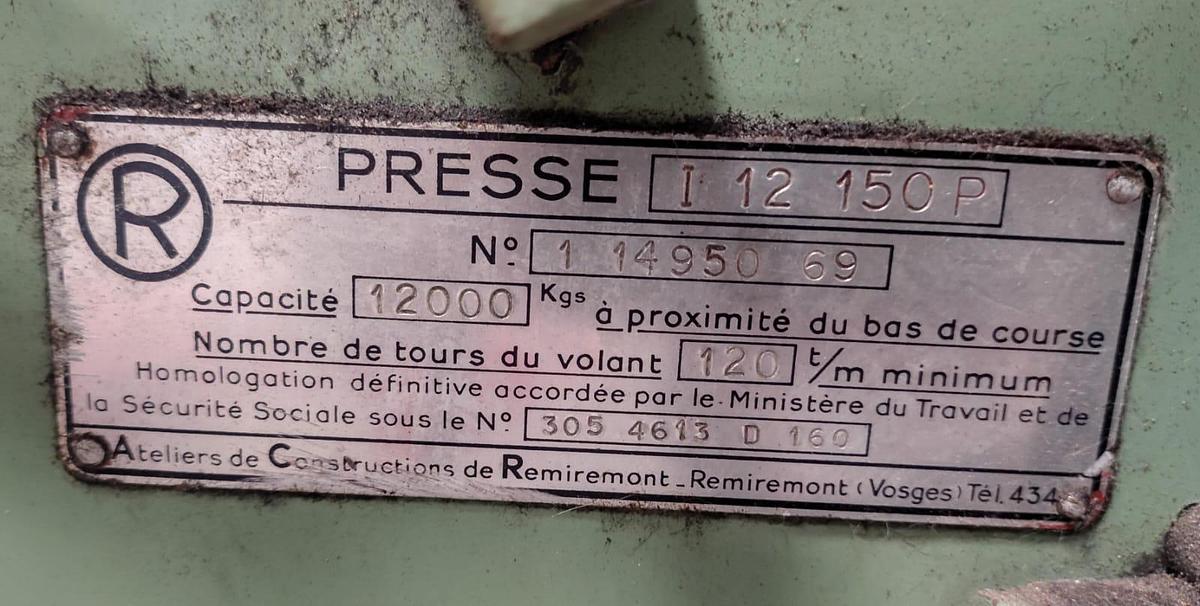 R PRESSE I 12 150 P
Nº 1 14950 69
Capacité 12000 Kgs à proximité du bas de course
Nombre de tours du volant 120 t/m minimum
Homologation définitive accordée par le Ministère du Travail et de
la Sécurité Sociale sous le Nº 305 4613 D 160
Ateliers de Constructions de Remiremont - Remiremont (Vosges) Tél. 434